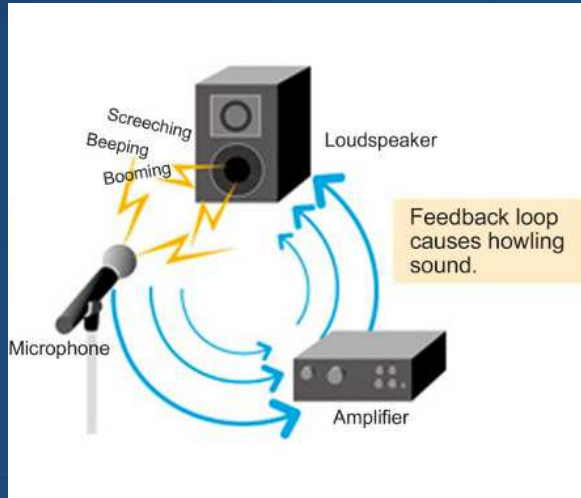 Screeching
Beeping
Booming
Loudspeaker
Feedback loop
causes howling
sound.
Microphone
Amplifier